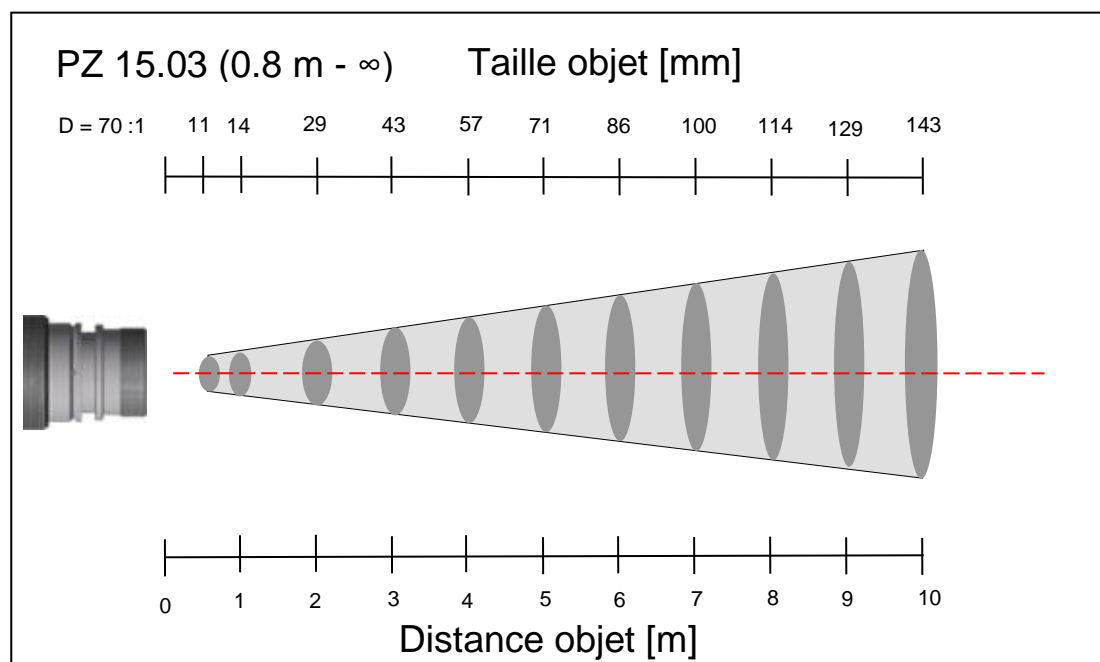 PZ 15.03 (0.8 m - ∞) Taille objet [mm]
D = 70 :1 11 14 29 43 57 71 86 100 114 129 143
0 1 2 3 4 5 6 7 8 9 10
Distance objet [m]